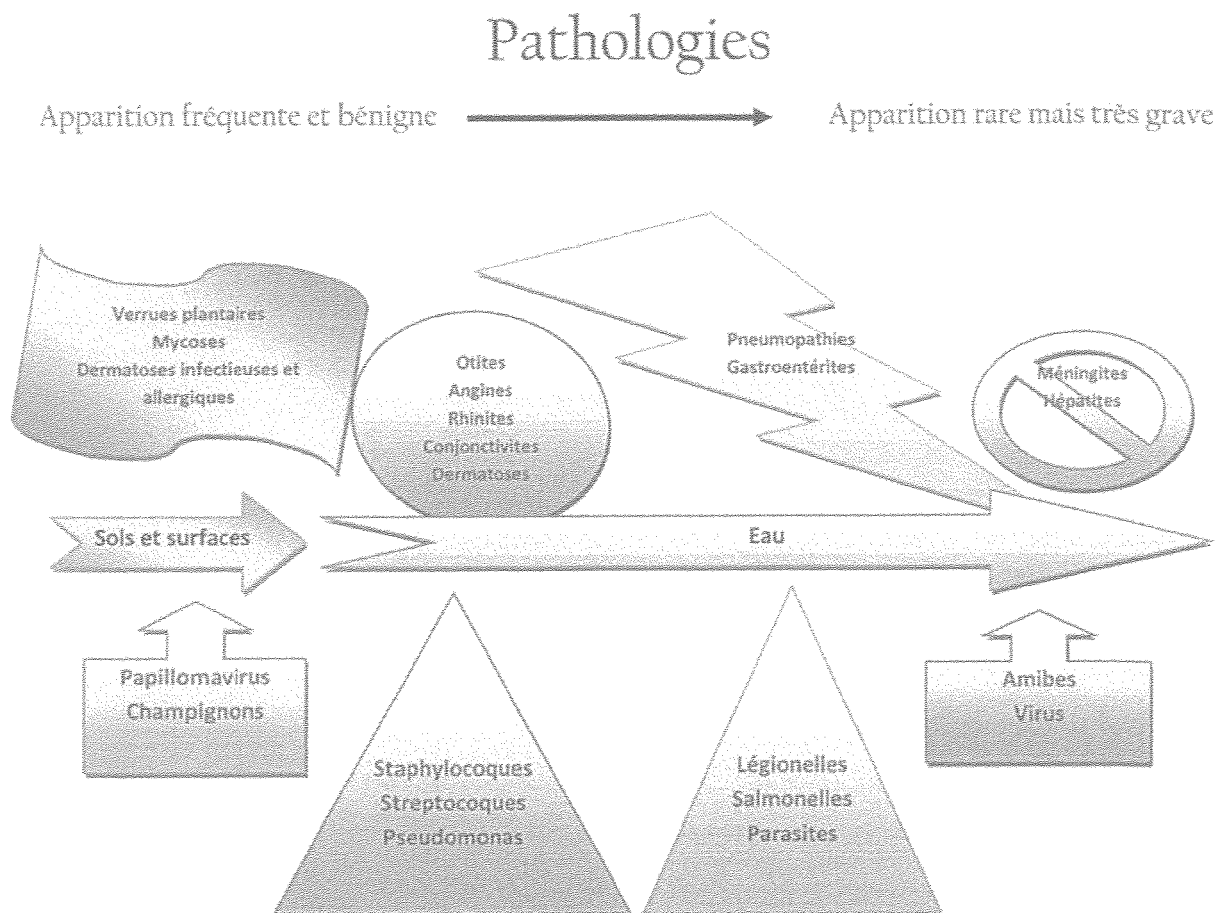 Pathologies
Apparition fréquente et bénigne
Apparition rare mais très grave
Verrues plantaires
Mycoses
Dermatoses infectieuses et
allergiques
Otites
Angines
Rhinites
Conjonctivites
Dermatoses
Pneumopathies
Gastroentérites
Méningites
Hépatites
Sols et surfaces
Eau
Papillomavirus
Champignons
Staphylocoques
Streptocoques
Pseudomonas
Légionelles
Salmonelles
Parasites
Amibes
Virus